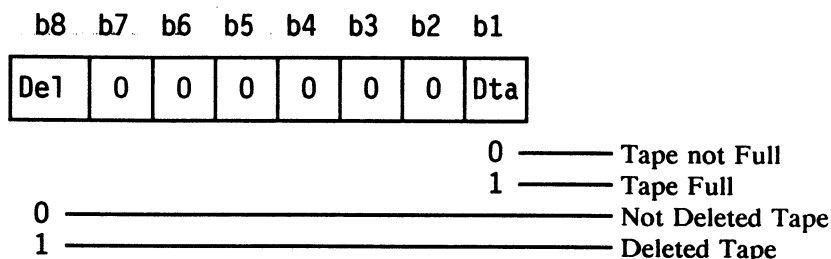 b8 b7 b6 b5 b4 b3 b2 b1
Del 0 0 0 0 0 0 Dta
0 Tape not Full
1 Tape Full
0 Not Deleted Tape
1 Deleted Tape